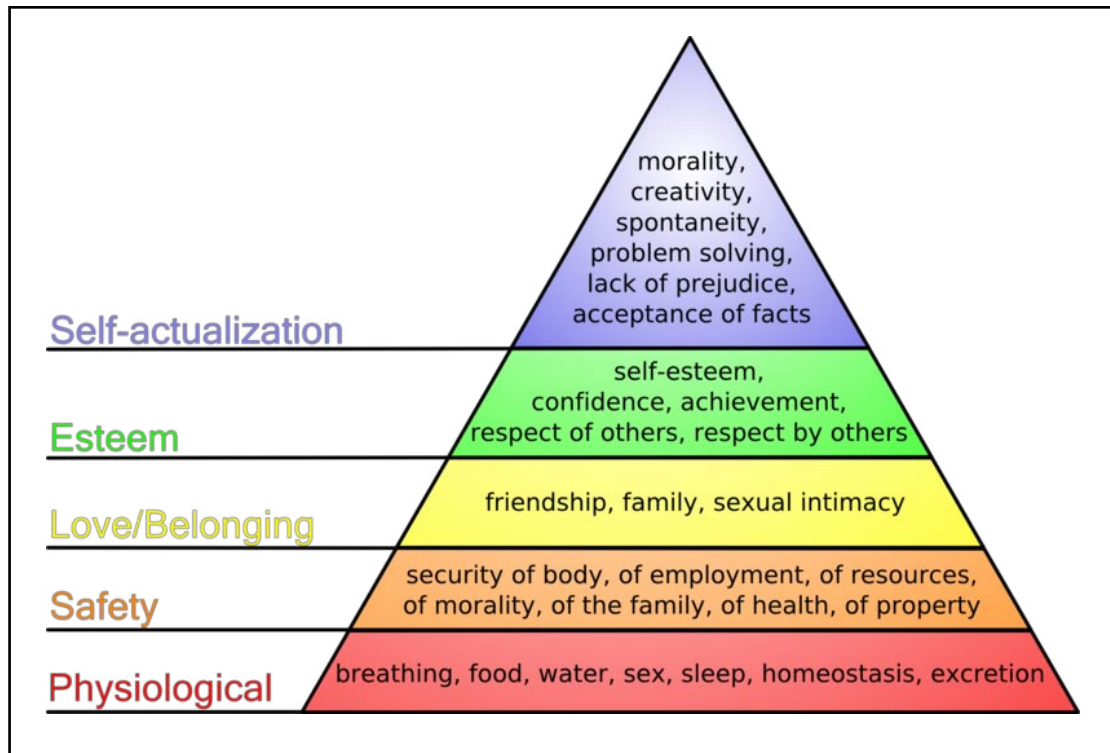 morality,
creativity,
spontaneity,
problem solving,
lack of prejudice,
acceptance of facts
Self-actualization
self-esteem,
confidence, achievement,
respect of others, respect by others
Esteem
friendship, family, sexual intimacy
Love/Belonging
security of body, of employment, of resources,
of morality, of the family, of health, of property
Safety
breathing, food, water, sex, sleep, homeostasis, excretion
Physiological